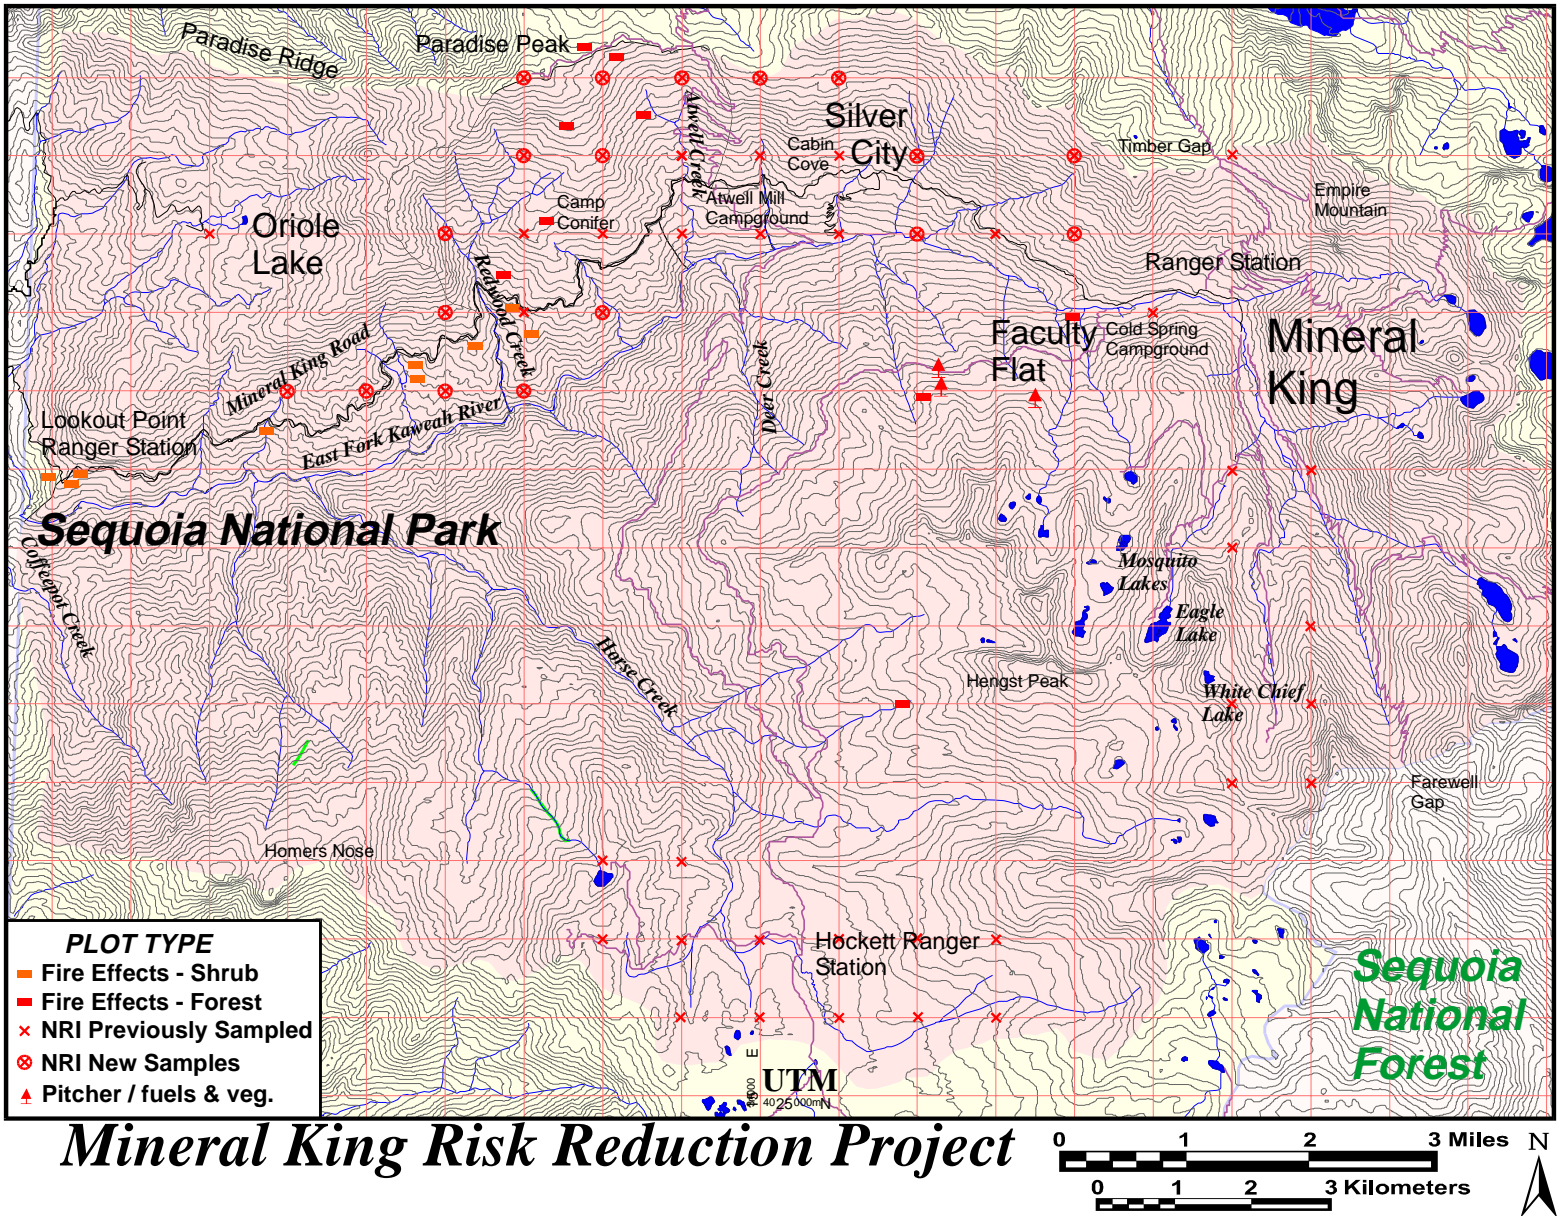 Paradise Ridge
Paradise Peak
Atwell Creek
Silver
City
Cabin
Cove
Timber Gap
Empire
Mountain
Camp
Conifer
Atwell Mill
Campground
Oriole
Lake
Redwood Creek
Ranger Station
Mineral King Road
Deer Creek
Faculty
Flat
Cold Spring
Campground
Mineral
King
Lookout Point
Ranger Station
East Fork Kaweah River
Sequoia National Park
Coffeepot Creek
Mosquito
Lakes
Eagle
Lake
Horse Creek
Hengst Peak
White Chief
Lake
Farewell
Gap
Homers Nose
Hockett Ranger
Station
Sequoia
National
Forest
PLOT TYPE
Fire Effects - Shrub
Fire Effects - Forest
NRI Previously Sampled
NRI New Samples
Pitcher / fuels & veg.
E
UTM
4025000mN
Mineral King Risk Reduction Project
0 1 2 3 Miles
0 1 2 3 Kilometers
N